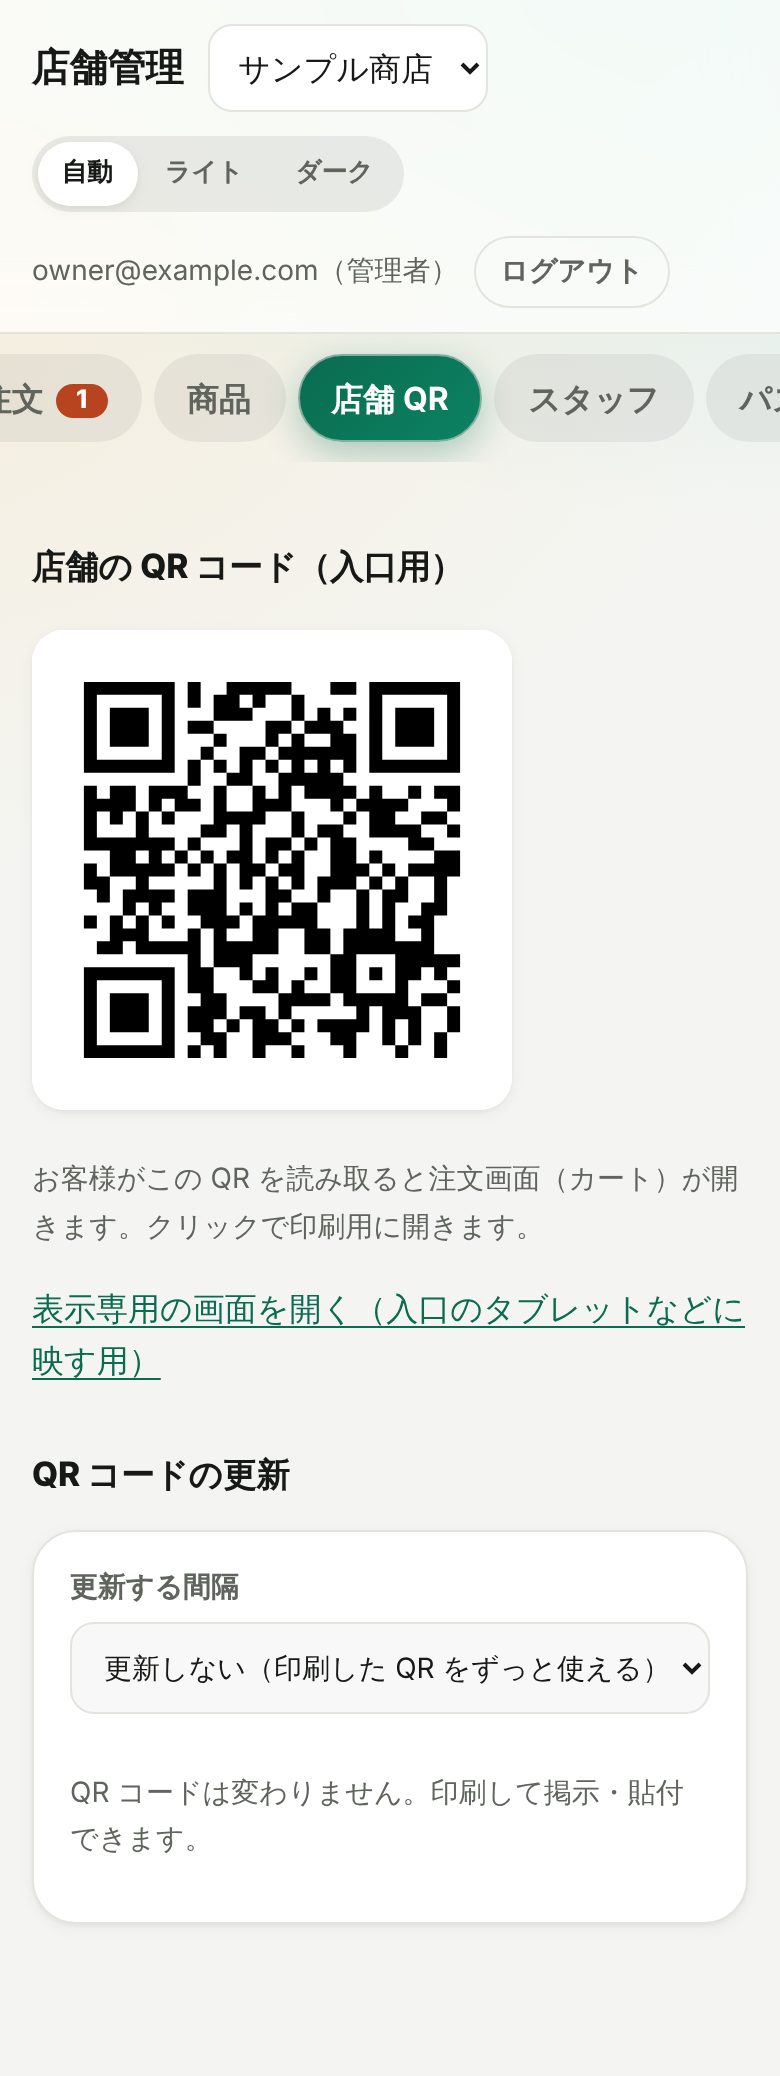 店舗管理 サンプル商店
自動 ライト ダーク
owner@example.com（管理者） ログアウト
注文 1 商品 店舗 QR スタッフ
店舗の QR コード（入口用）
お客様がこの QR を読み取ると注文画面（カート）が開
きます。クリックで印刷用に開きます。
表示専用の画面を開く（入口のタブレットなどに
映す用）
QR コードの更新
更新する間隔
更新しない（印刷した QR をずっと使える）
QR コードは変わりません。印刷して掲示・貼付
できます。